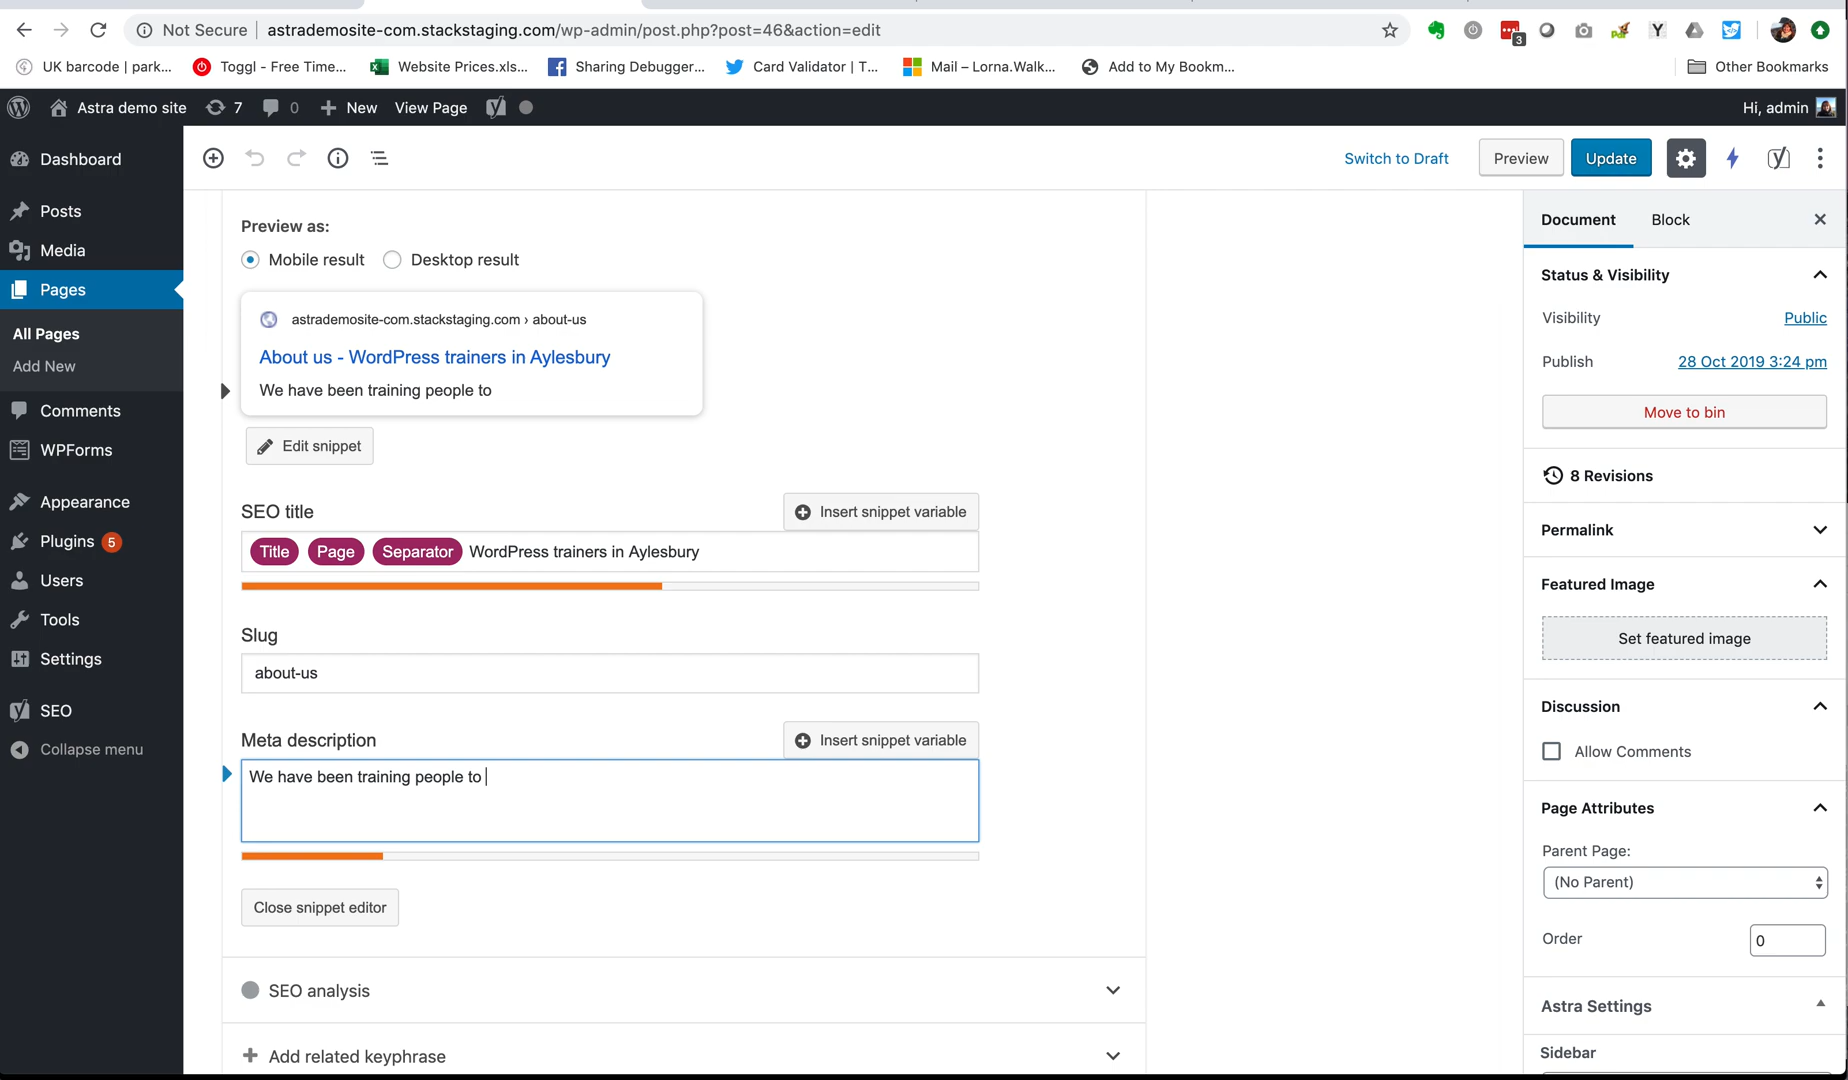 Not Secure | astrademosite-com.stackstaging.com/wp-admin/post.php?post=46&action=edit
3
Y
UK barcode | park...
Toggl - Free Time...
Website Prices.xls...
Sharing Debugger...
Card Validator | T...
Mail – Lorna.Walk...
Add to My Bookm...
Other Bookmarks
Astra demo site
7
0
New
View Page
Hi, admin
Dashboard
Posts
Media
Pages
All Pages
Add New
Comments
WPForms
Appearance
Plugins 5
Users
Tools
Settings
SEO
Collapse menu
Switch to Draft
Preview
Update
Preview as:
Mobile result
Desktop result
astrademosite-com.stackstaging.com › about-us
About us - WordPress trainers in Aylesbury
We have been training people to
Edit snippet
SEO title
Insert snippet variable
Title Page Separator WordPress trainers in Aylesbury
Slug
about-us
Meta description
Insert snippet variable
We have been training people to
Close snippet editor
SEO analysis
Add related keyphrase
Document
Block
Status & Visibility
Visibility
Public
Publish
28 Oct 2019 3:24 pm
Move to bin
8 Revisions
Permalink
Featured Image
Set featured image
Discussion
Allow Comments
Page Attributes
Parent Page:
(No Parent)
Order
0
Astra Settings
Sidebar